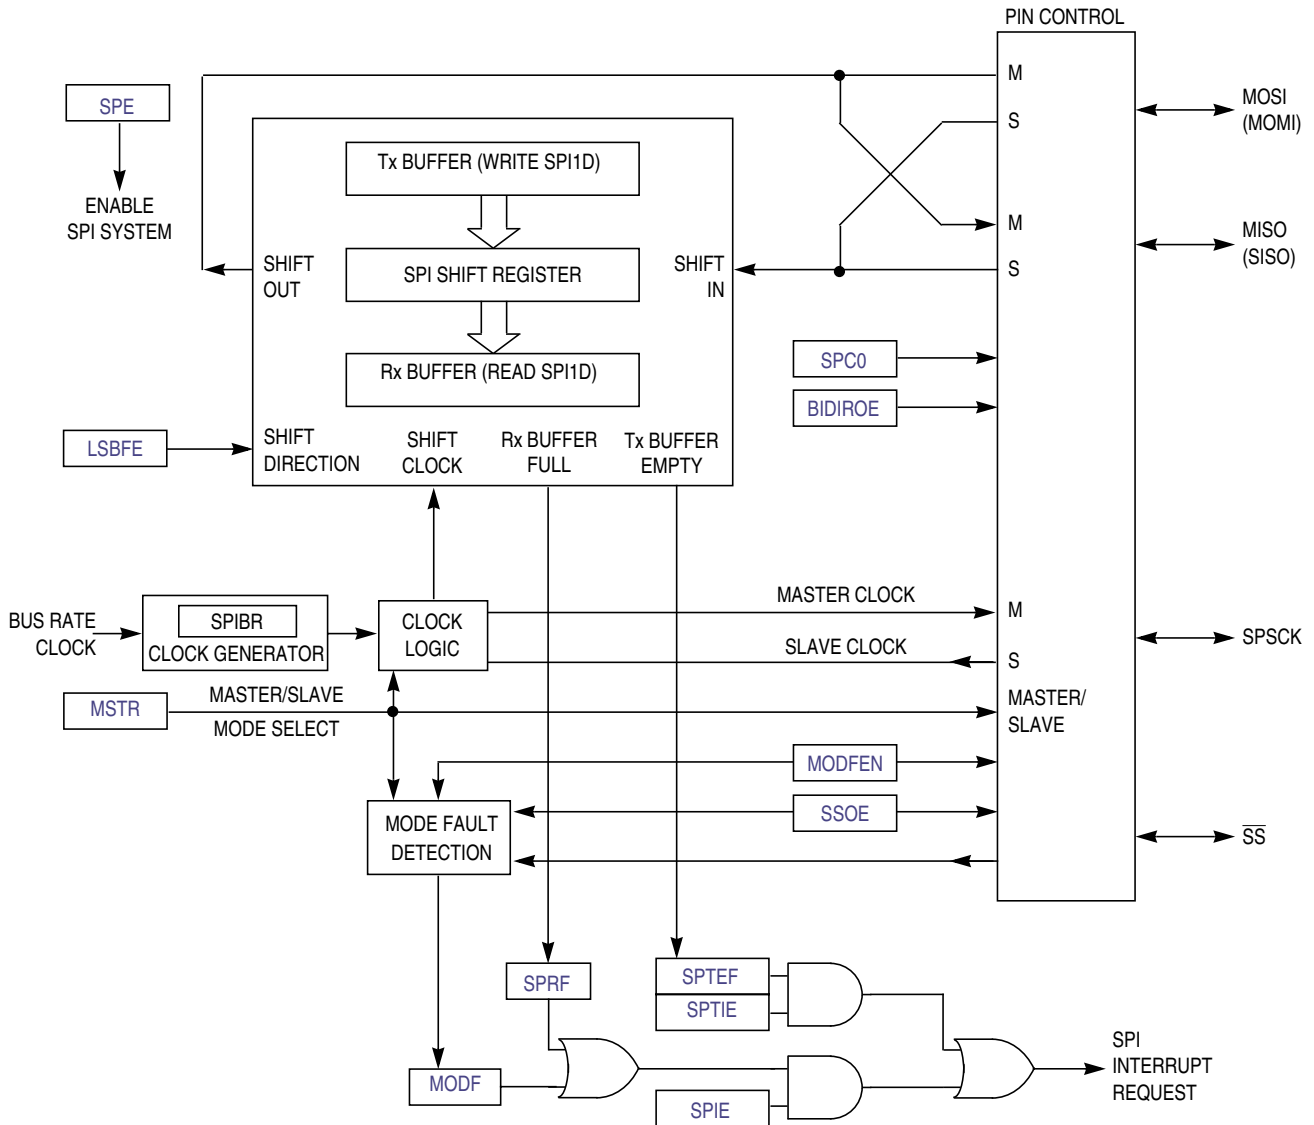 PIN CONTROL
M
MOSI
(MOMI)
SPE
S
Tx BUFFER (WRITE SPI1D)
ENABLE
SPI SYSTEM
M
MISO
(SISO)
SHIFT
OUT
SPI SHIFT REGISTER
SHIFT
IN
S
SPC0
Rx BUFFER (READ SPI1D)
BIDIROE
LSBFE
SHIFT
DIRECTION
SHIFT
CLOCK
Rx BUFFER
FULL
Tx BUFFER
EMPTY
MASTER CLOCK
M
BUS RATE
CLOCK
SPIBR
CLOCK GENERATOR
CLOCK
LOGIC
SLAVE CLOCK
S
SPSCK
MSTR
MASTER/SLAVE
MODE SELECT
MASTER/
SLAVE
MODFEN
MODE FAULT
DETECTION
SSOE
SS
SPRF
SPTEF
SPTIE
MODF
SPIE
SPI
INTERRUPT
REQUEST